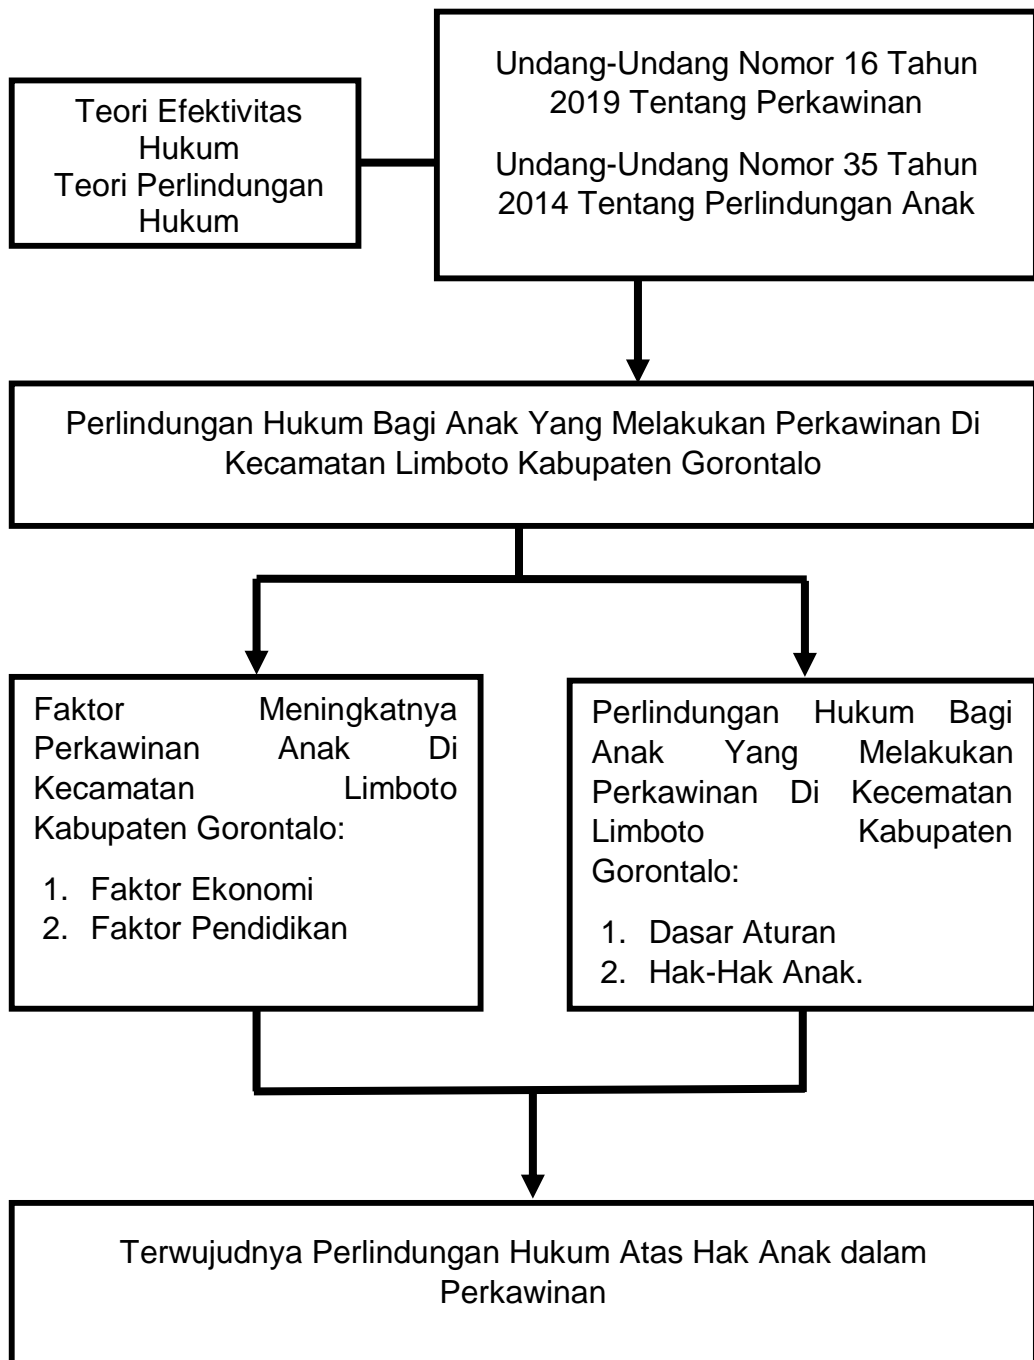 Teori Efektivitas
Hukum
Teori Perlindungan
Hukum
Undang-Undang Nomor 16 Tahun
2019 Tentang Perkawinan
Undang-Undang Nomor 35 Tahun
2014 Tentang Perlindungan Anak
Perlindungan Hukum Bagi Anak Yang Melakukan Perkawinan Di
Kecamatan Limboto Kabupaten Gorontalo
Faktor Meningkatnya
Perkawinan Anak Di
Kecamatan Limboto
Kabupaten Gorontalo:
1. Faktor Ekonomi
2. Faktor Pendidikan
Perlindungan Hukum Bagi
Anak Yang Melakukan
Perkawinan Di Kecematan
Limboto Kabupaten
Gorontalo:
1. Dasar Aturan
2. Hak-Hak Anak.
Terwujudnya Perlindungan Hukum Atas Hak Anak dalam
Perkawinan